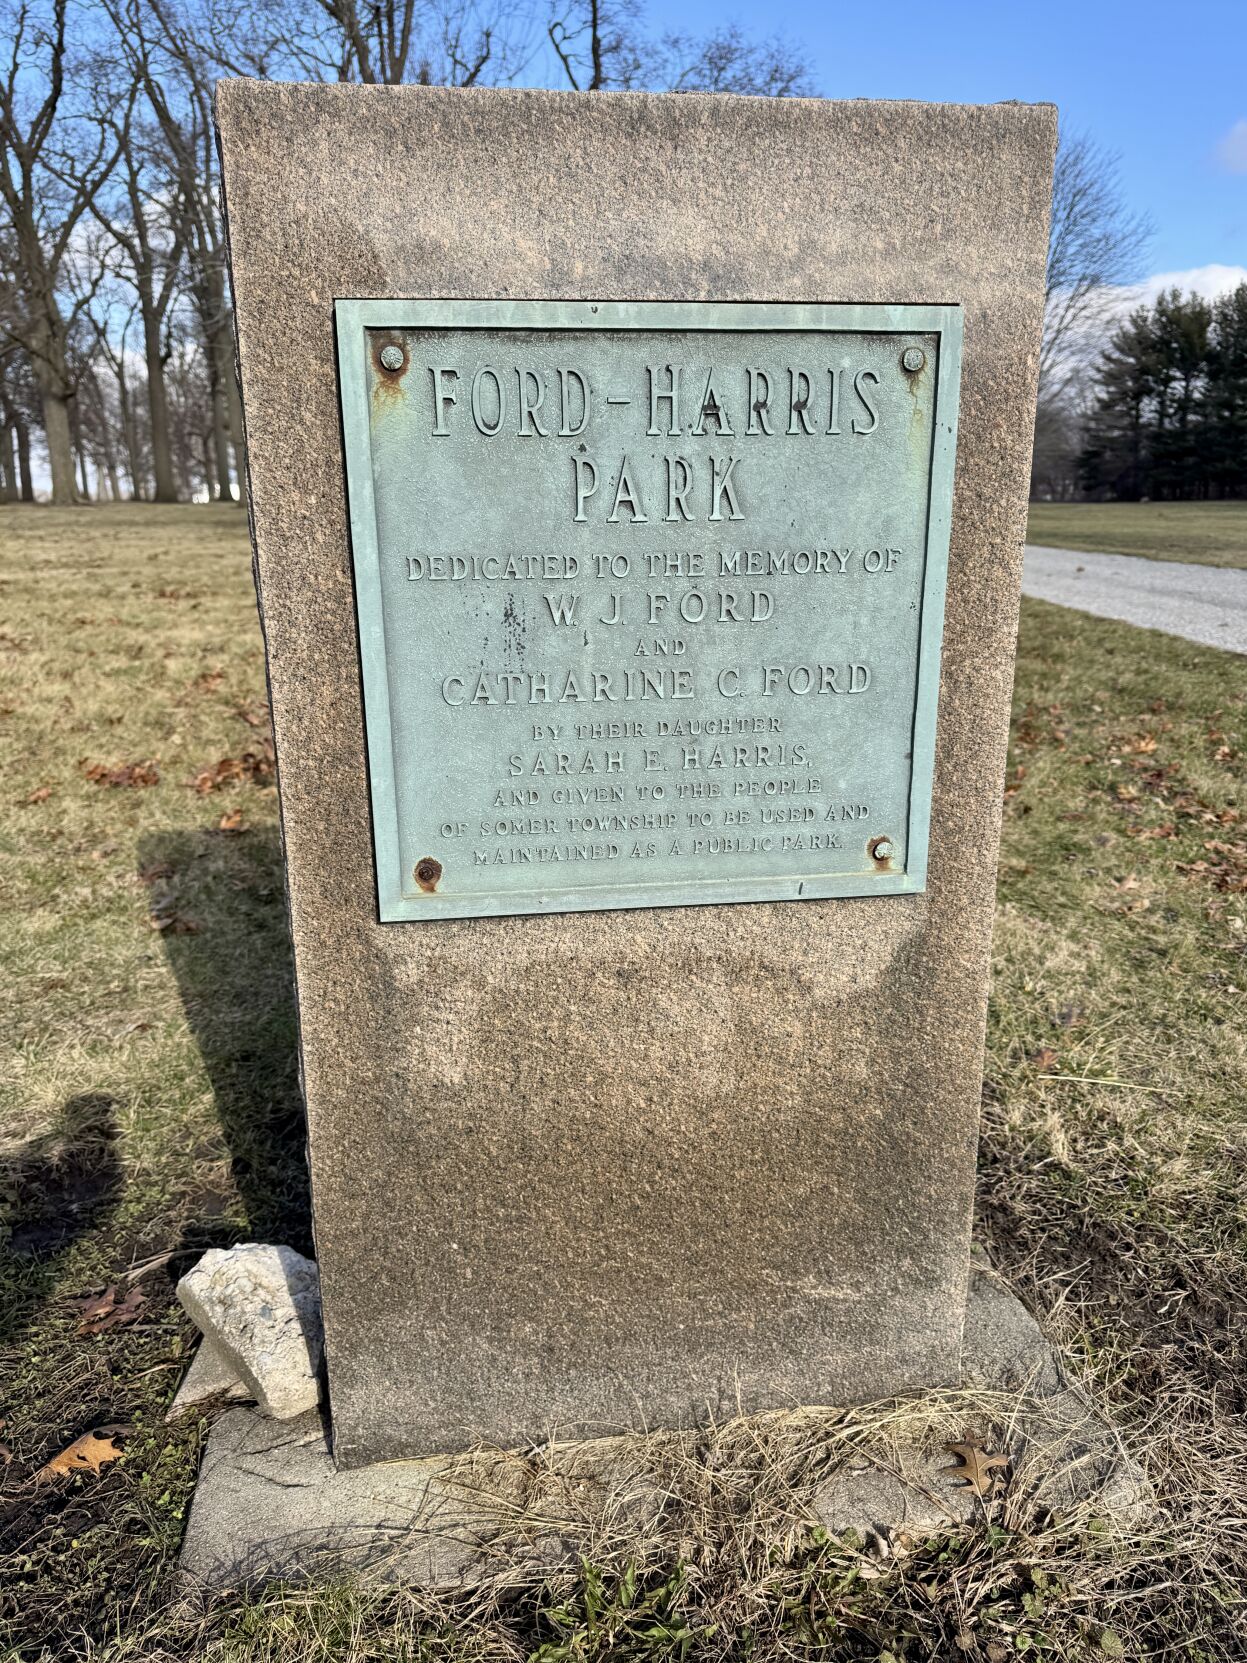 FORD-HARRIS
PARK
DEDICATED TO THE MEMORY OF
W. J. FORD
AND
CATHARINE C. FORD
BY THEIR DAUGHTER
SARAH E. HARRIS,
AND GIVEN TO THE PEOPLE
OF SOMER TOWNSHIP TO BE USED AND
MAINTAINED AS A PUBLIC PARK.